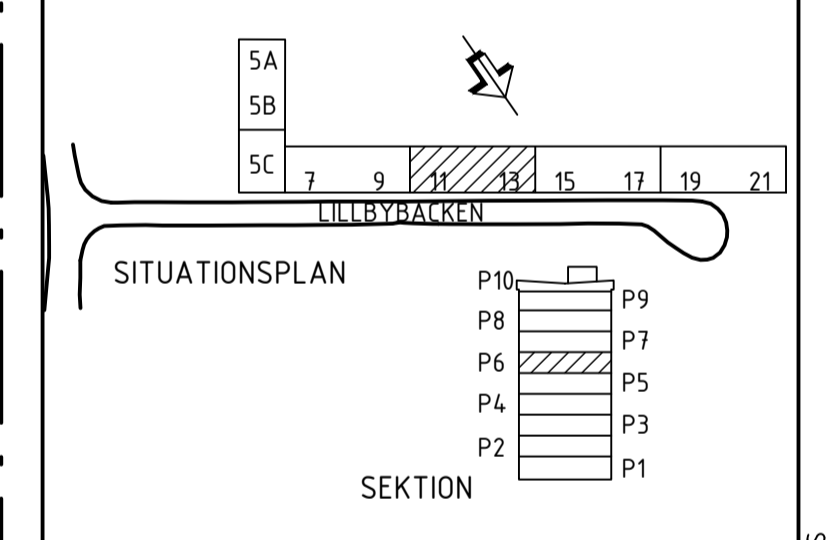 5A
5B
5C
7 9 11 13 15 17 19 21
LILLBYBACKEN
SITUATIONSPLAN
P10
P9
P8
P7
P6
P5
P4
P3
P2
P1
SEKTION